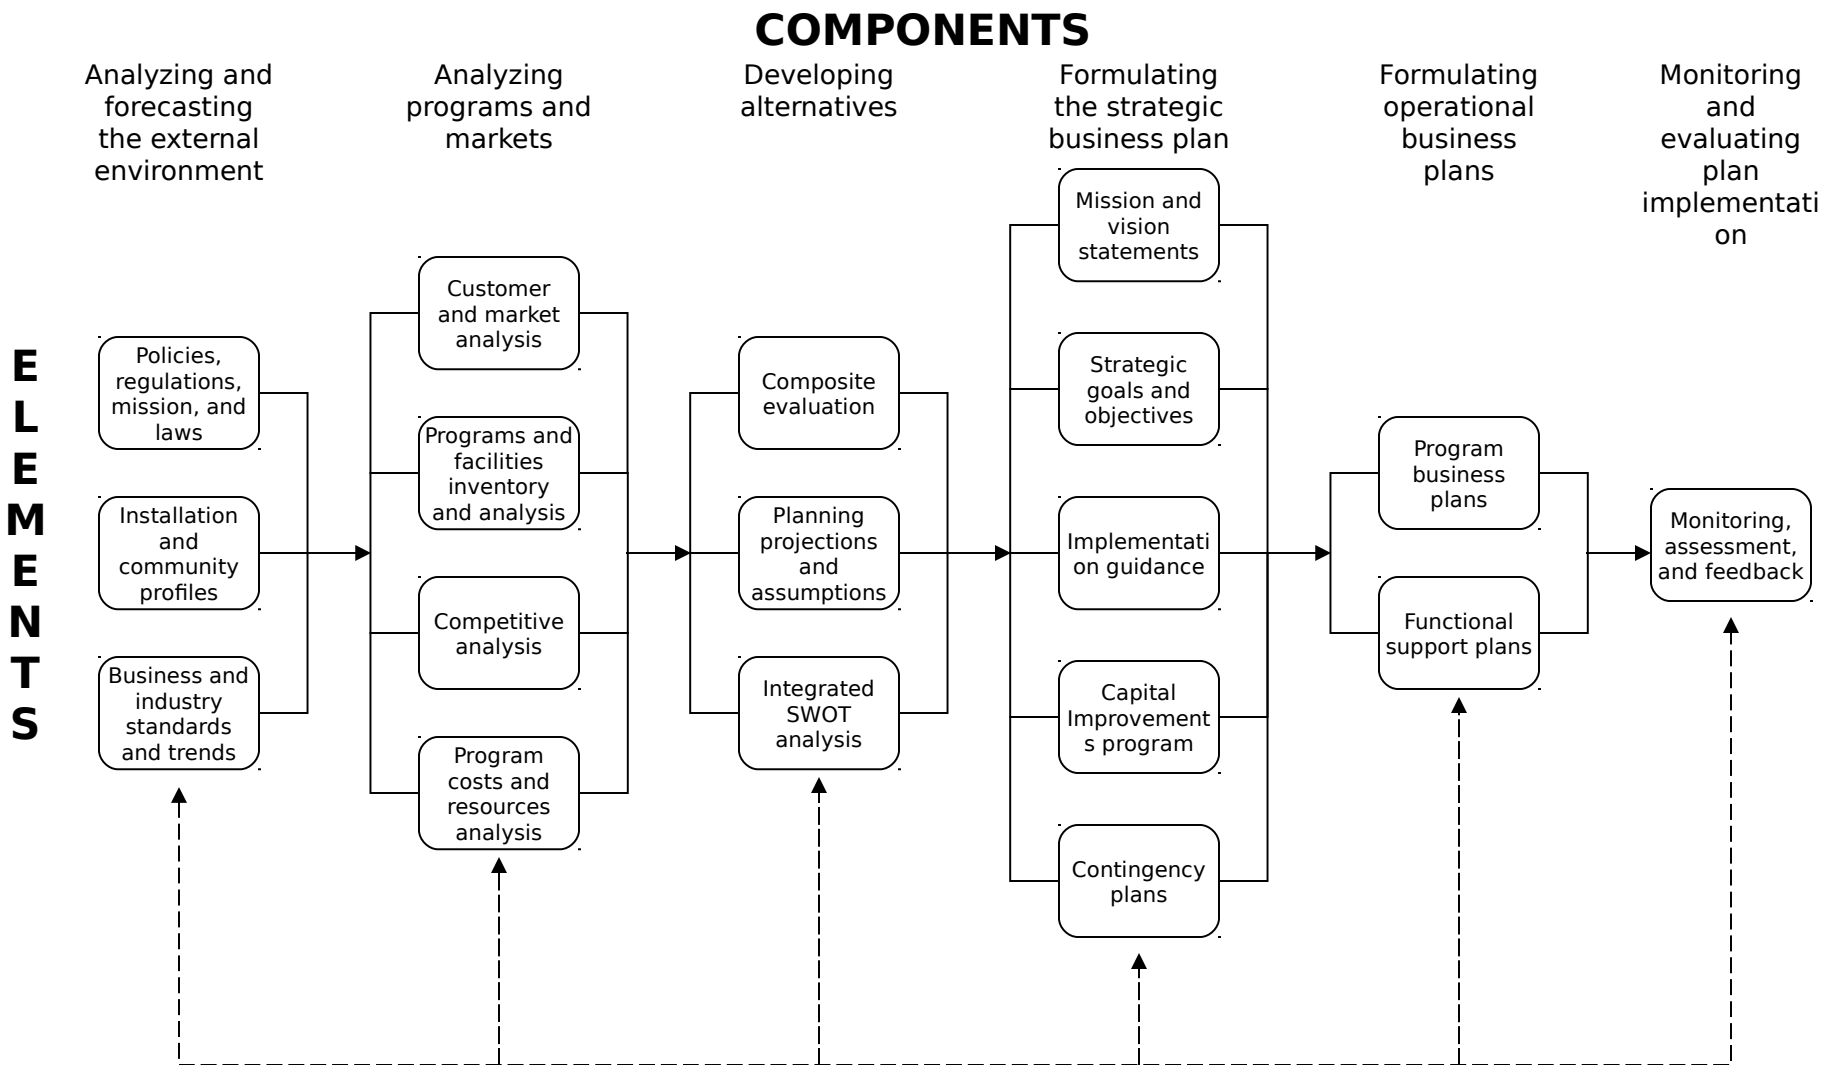 COMPONENTS
Analyzing and
forecasting
the external
environment
Analyzing
programs and
markets
Developing
alternatives
Formulating
the strategic
business plan
Formulating
operational
business
plans
Monitoring
and
evaluating
plan
implementati
on
E
L
E
M
E
N
T
S
Policies,
regulations,
mission, and
laws
Installation
and
community
profiles
Business and
industry
standards
and trends
Customer
and market
analysis
Programs and
facilities
inventory
and analysis
Competitive
analysis
Program
costs and
resources
analysis
Composite
evaluation
Planning
projections
and
assumptions
Integrated
SWOT
analysis
Mission and
vision
statements
Strategic
goals and
objectives
Implementati
on guidance
Capital
Improvement
s program
Contingency
plans
Program
business
plans
Functional
support plans
Monitoring,
assessment,
and feedback